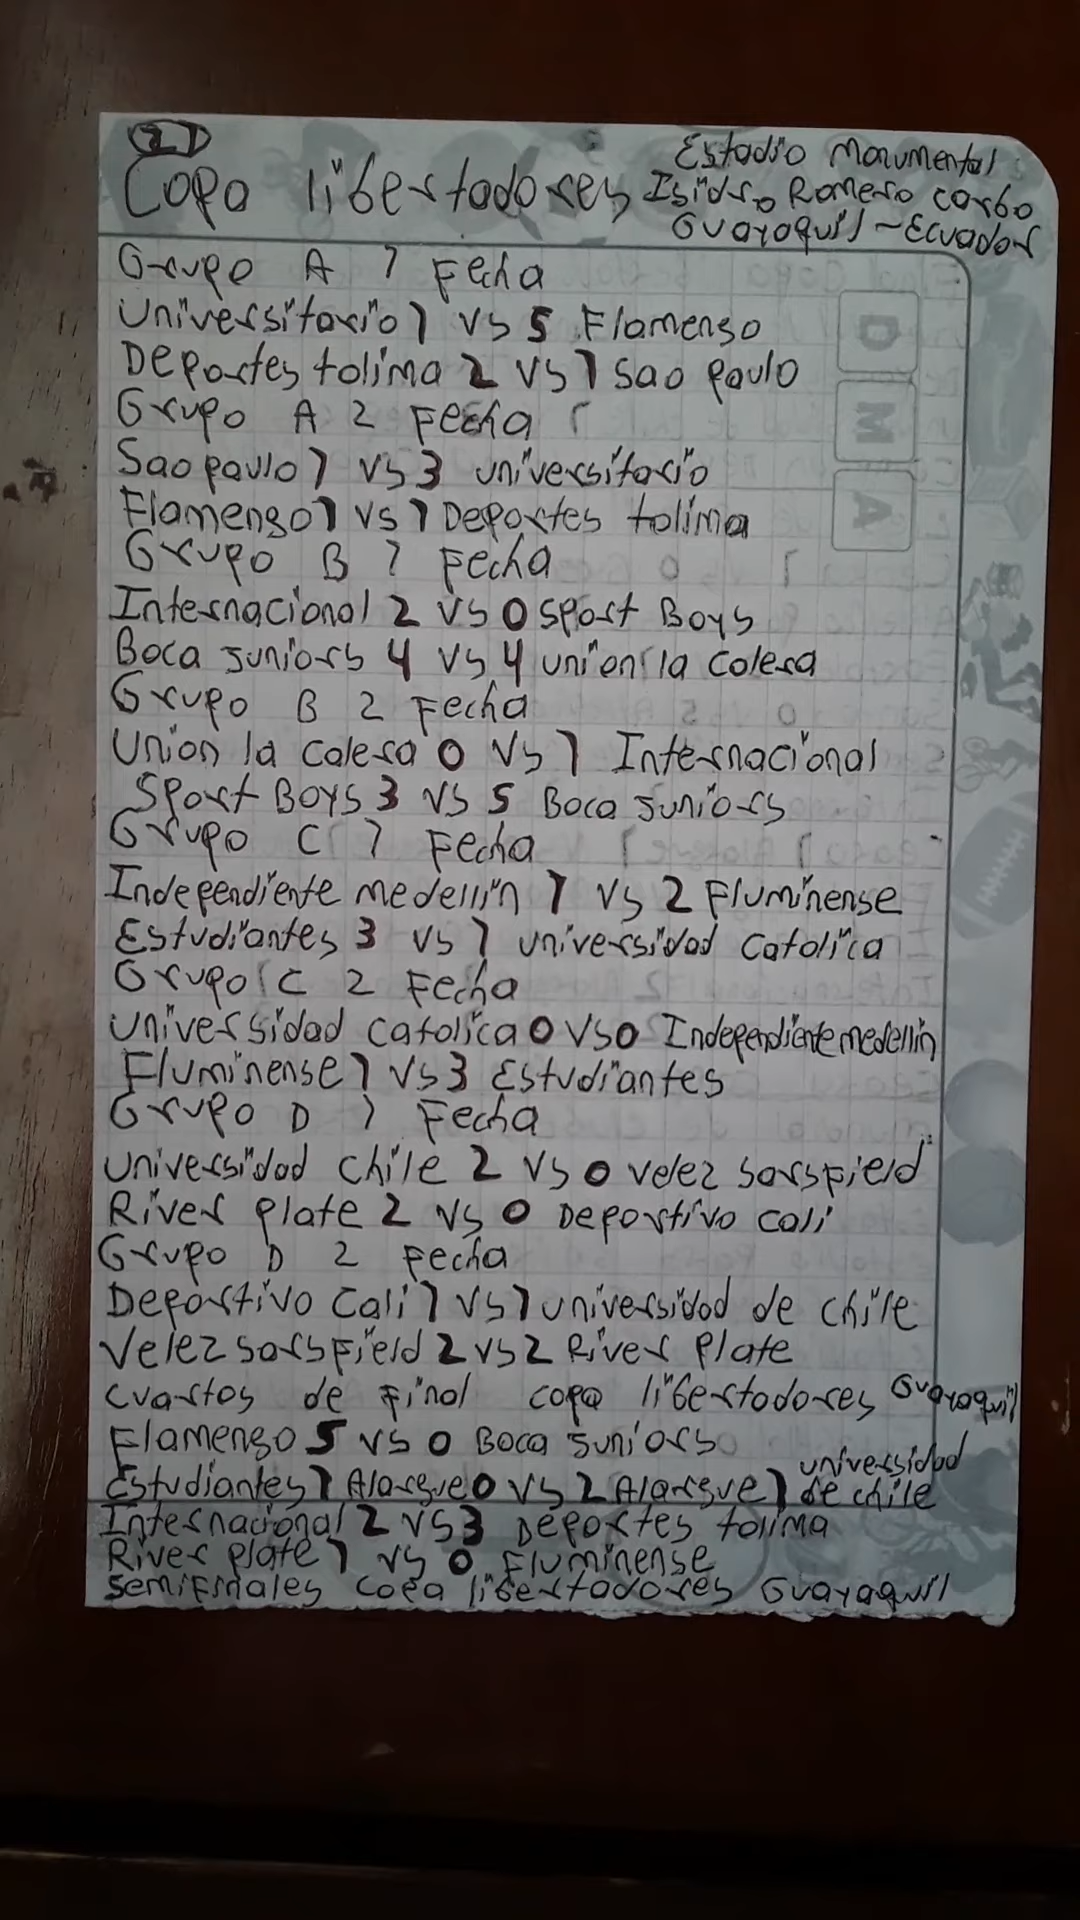 21
Copa libertadores
Estadio Monumental
Isidro Romero carbo
Guayaquil - Ecuador
D
M
A
Grupo A 1 Fecha
Universitario 1 vs 5 Flamengo
Deportes tolima 2 vs 1 sao paulo
Grupo A 2 Fecha
Sao paulo 1 vs 3 universitario
Flamengo 1 vs 1 Deportes tolima
Grupo B 1 Fecha
Internacional 2 vs 0 sport Boys
Boca juniors 4 vs 4 union la calera
Grupo B 2 Fecha
Union la calera 0 vs 1 Internacional
Sport Boys 3 vs 5 Boca juniors
Grupo C 1 Fecha
Independiente medellin 1 vs 2 Fluminense
Estudiantes 3 vs 1 universidad catolica
Grupo C 2 Fecha
Universidad catolica 0 vs 0 Independiente medellin
Fluminense 1 vs 3 Estudiantes
Grupo D 1 Fecha
Universidad chile 2 vs 0 velez sarsfield
River plate 2 vs 0 Deportivo cali
Grupo D 2 Fecha
Deportivo cali 1 vs 1 universidad de chile
Velez sarsfield 2 vs 2 River plate
cuartos de final copa libertadores Guayaquil
Flamengo 5 vs 0 Boca juniors
Estudiantes 1 Alargue 0 vs 2 Alargue 1 universidad de chile
Internacional 2 vs 3 Deportes tolima
River plate 1 vs 0 Fluminense
semifinales copa libertadores Guayaquil